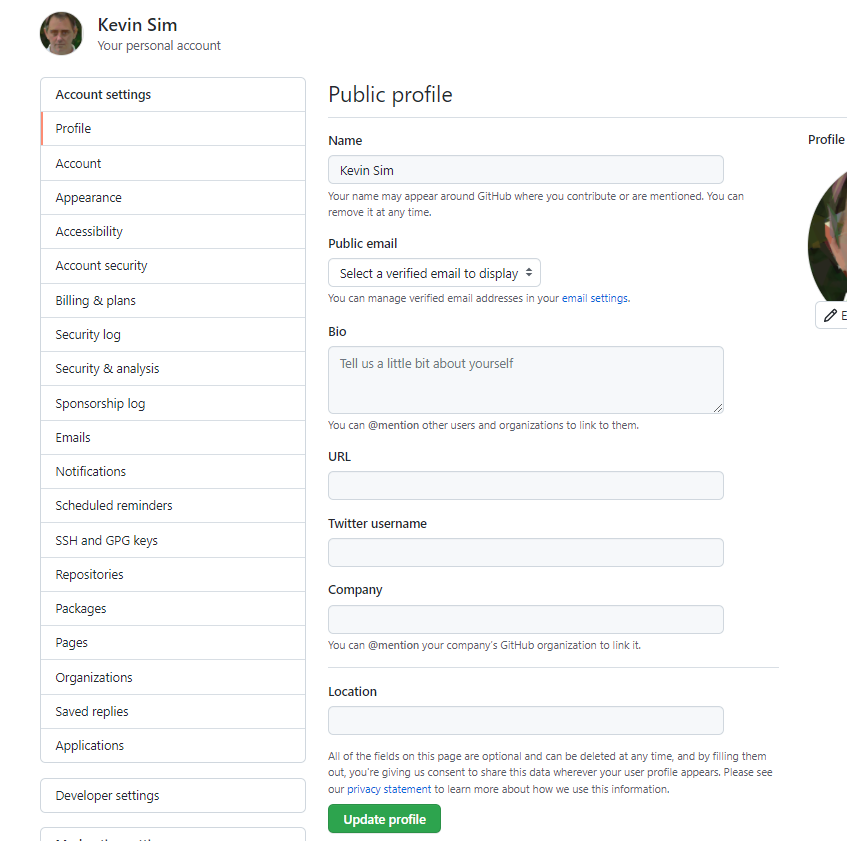 Kevin Sim
Your personal account
Account settings
Profile
Account
Appearance
Accessibility
Account security
Billing & plans
Security log
Security & analysis
Sponsorship log
Emails
Notifications
Scheduled reminders
SSH and GPG keys
Repositories
Packages
Pages
Organizations
Saved replies
Applications
Developer settings
Public profile
Name
Kevin Sim
Your name may appear around GitHub where you contribute or are mentioned. You can
remove it at any time.
Public email
Select a verified email to display
You can manage verified email addresses in your email settings.
Bio
Tell us a little bit about yourself
You can @mention other users and organizations to link to them.
URL
Twitter username
Company
You can @mention your company's GitHub organization to link it.
Location
All of the fields on this page are optional and can be deleted at any time, and by filling them
out, you're giving us consent to share this data wherever your user profile appears. Please see
our privacy statement to learn more about how we use this information.
Update profile
Profile